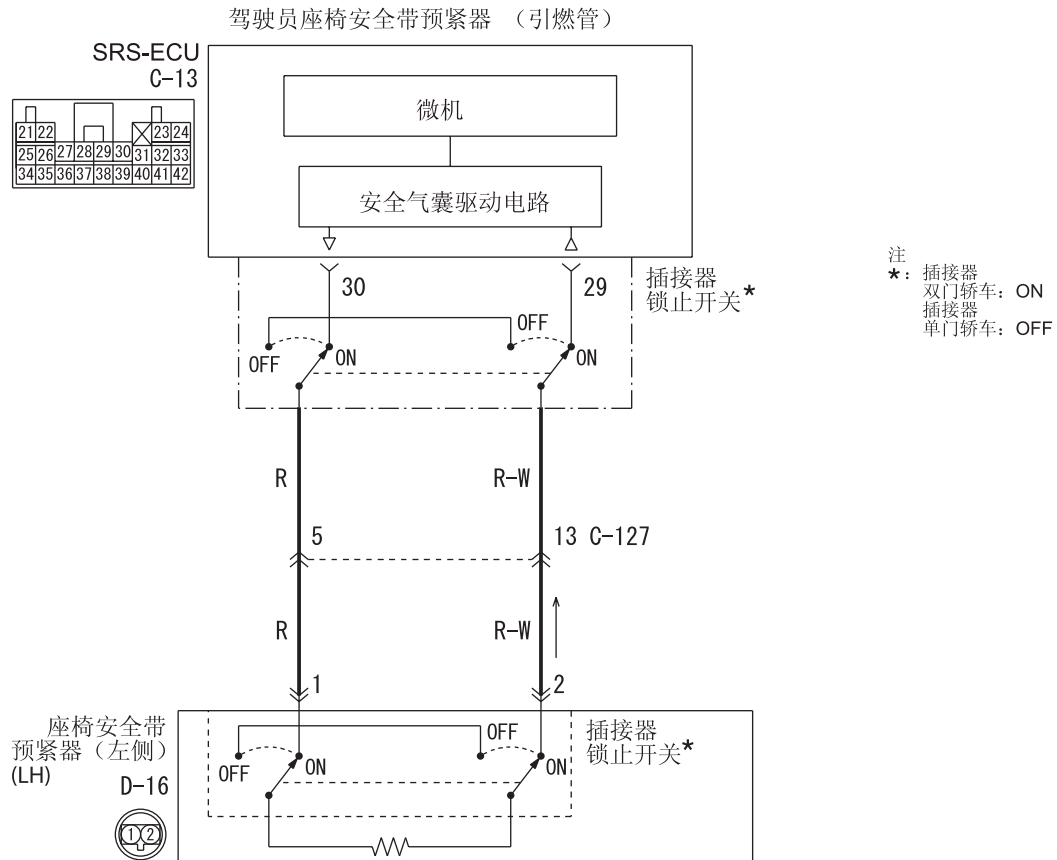 驾驶员座椅安全带预紧器 （引燃管）
SRS-ECU
C-13
微机
安全气囊驱动电路
21 22 23 24
25 26 27 28 29 30 31 32 33
34 35 36 37 38 39 40 41 42
30
29
插接器
锁止开关*
注
*：插接器
双门轿车：ON
插接器
单门轿车：OFF
OFF
OFF
ON
ON
R
R-W
5
13 C-127
R
R-W
1
2
座椅安全带
预紧器（左侧）
(LH)
D-16
1 2
OFF
OFF
ON
ON
插接器
锁止开关*